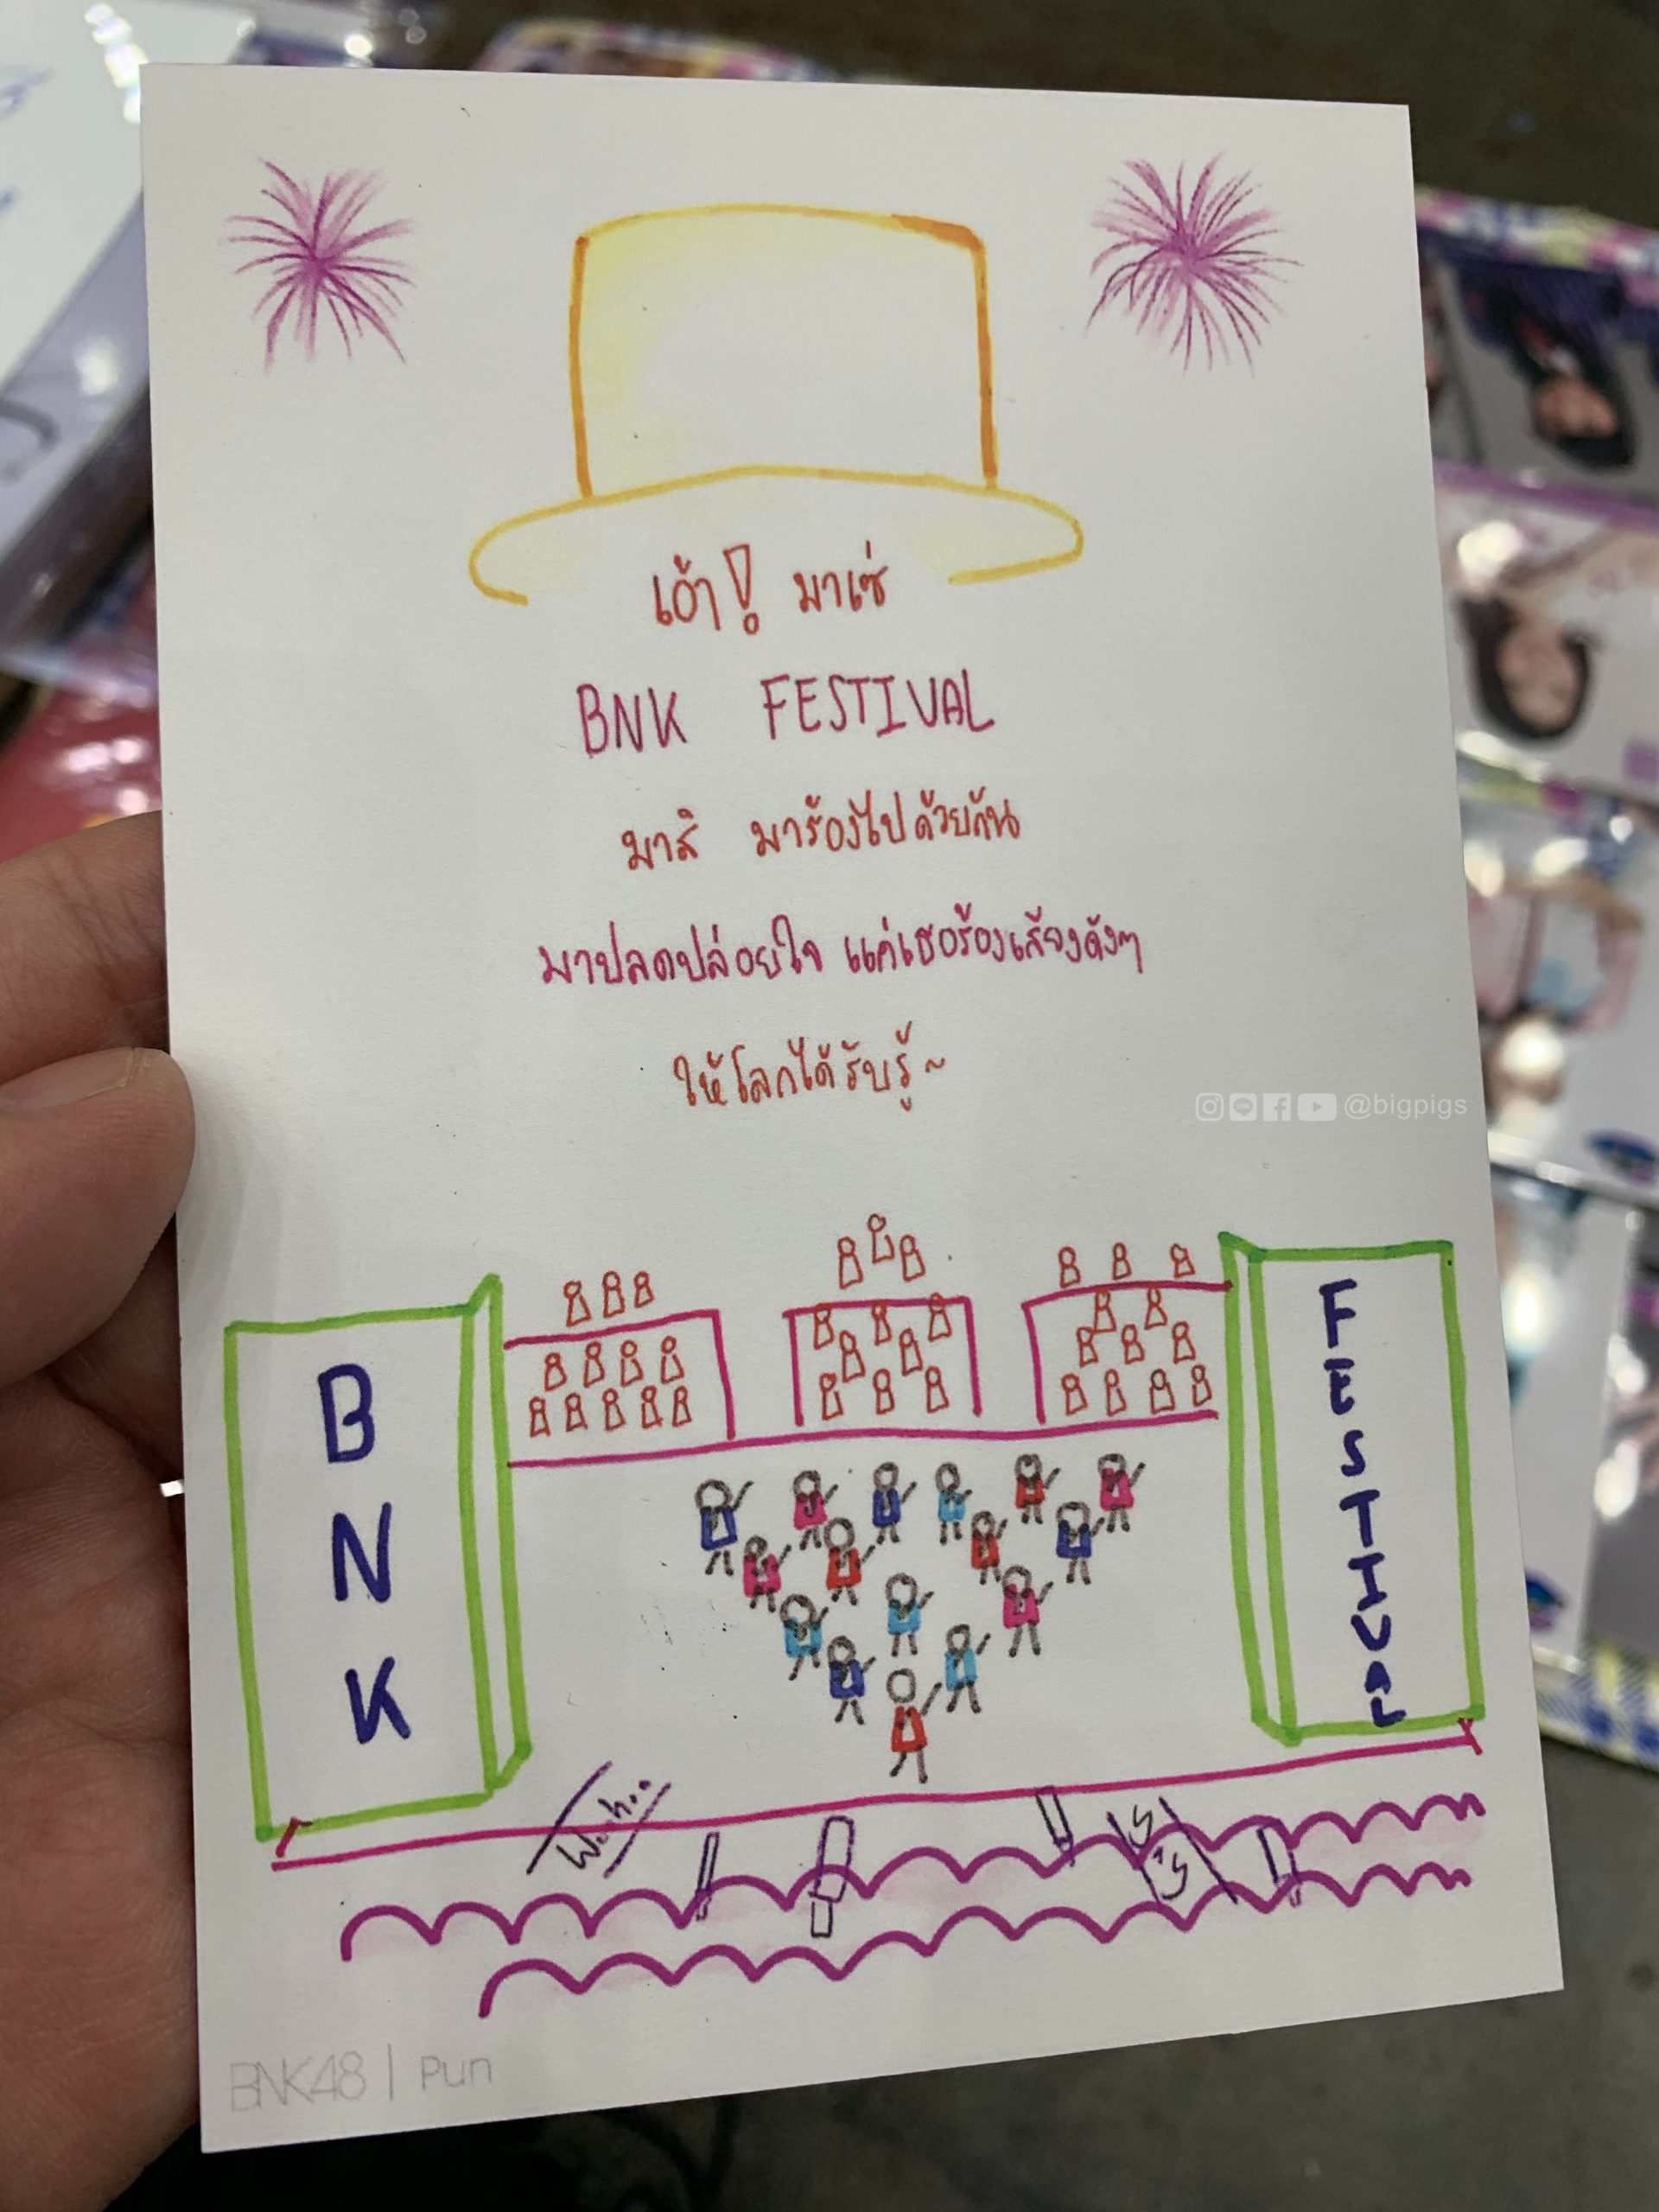 เอ้า! มาเซ่
BNK FESTIVAL
มาสิ มาร้องไปด้วยกัน
มาปลดปล่อยใจ แค่เธอร้องเสียงดังๆ
ให้โลกได้รับรู้~
@bigpigs
BNK
FESTIVAL
BNK48 | Pun